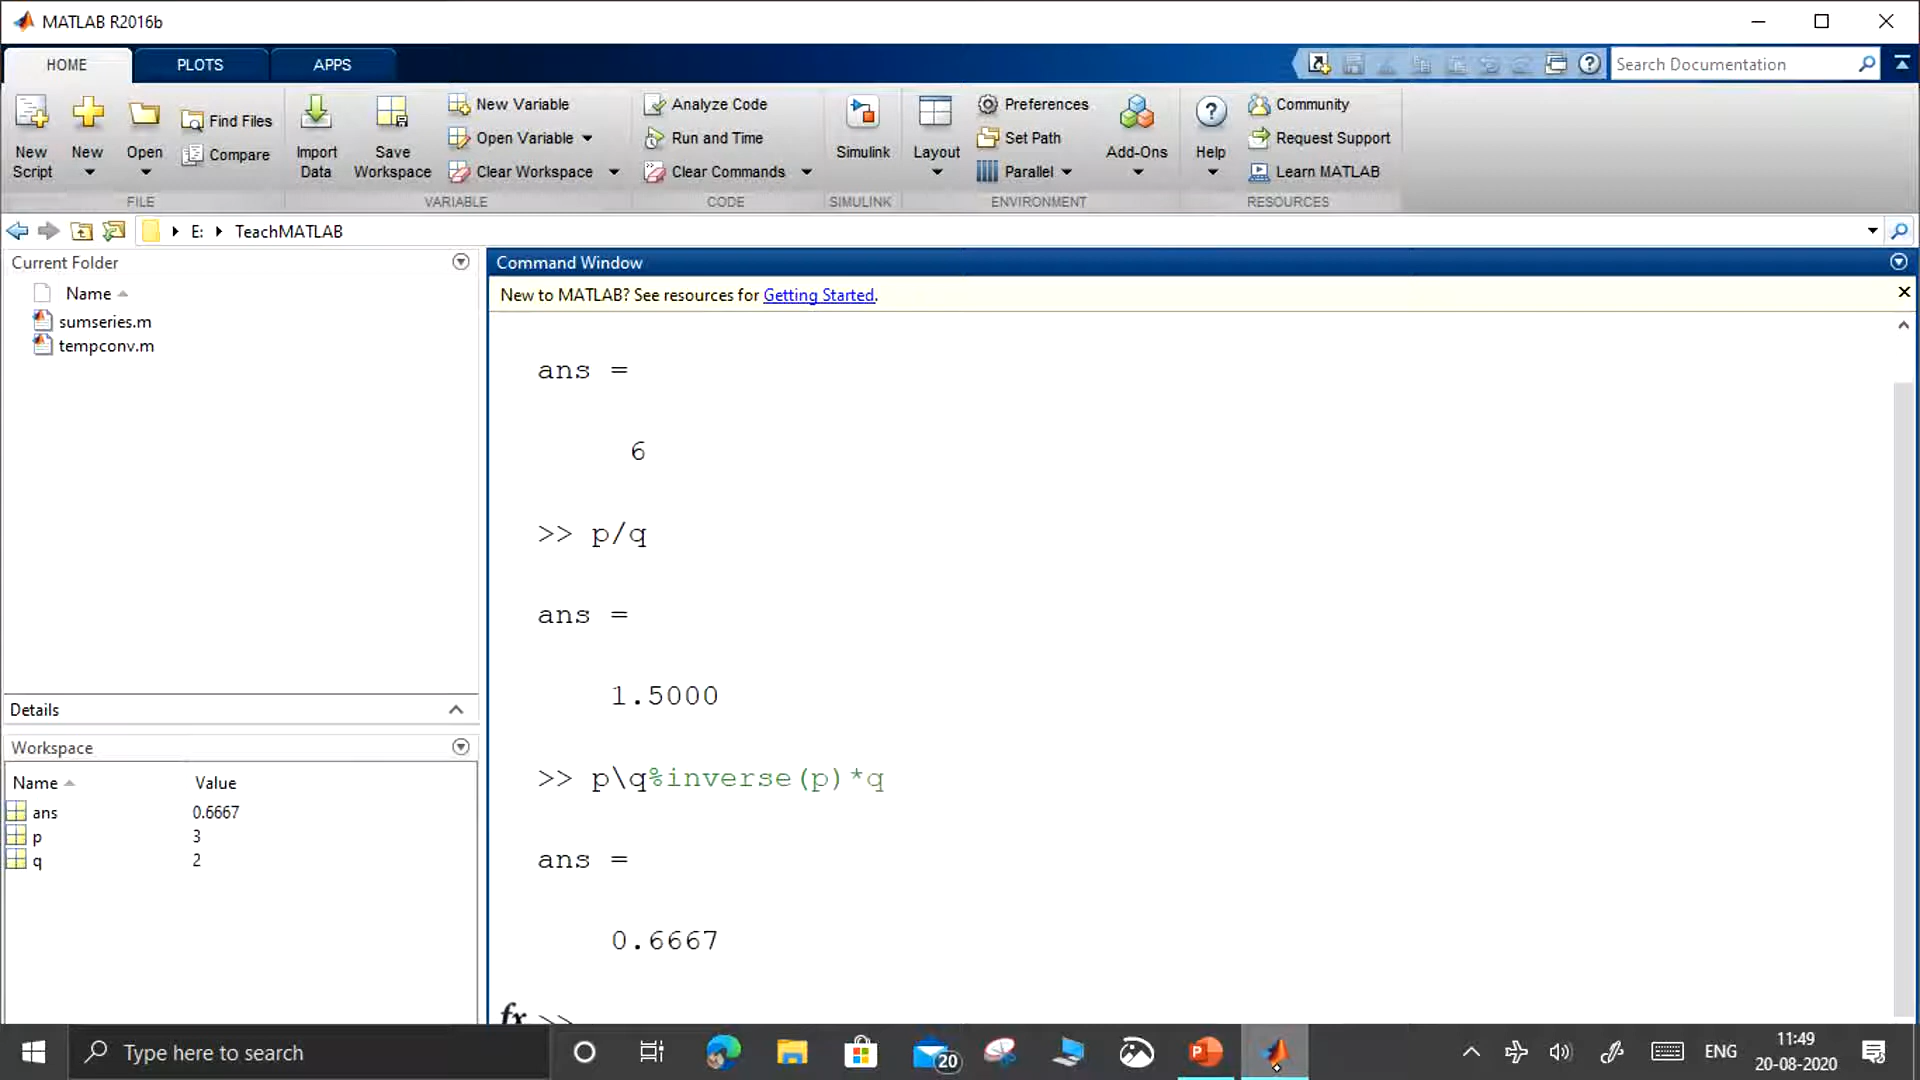 MATLAB R2016b
HOME PLOTS APPS
Search Documentation
New Script
New
Open
Find Files
Compare
Import Data
Save Workspace
New Variable
Open Variable
Clear Workspace
Analyze Code
Run and Time
Clear Commands
Simulink
Layout
Preferences
Set Path
Parallel
Add-Ons
Help
Community
Request Support
Learn MATLAB
FILE VARIABLE CODE SIMULINK ENVIRONMENT RESOURCES
E: TeachMATLAB
Current Folder
Name
sumseries.m
tempconv.m
Details
Workspace
Name Value
ans 0.6667
p 3
q 2
Command Window
New to MATLAB? See resources for Getting Started.
ans =
6
>> p/q
ans =
1.5000
>> p\q%inverse(p)*q
ans =
0.6667
fx >>
Type here to search
20
ENG
11:49
20-08-2020